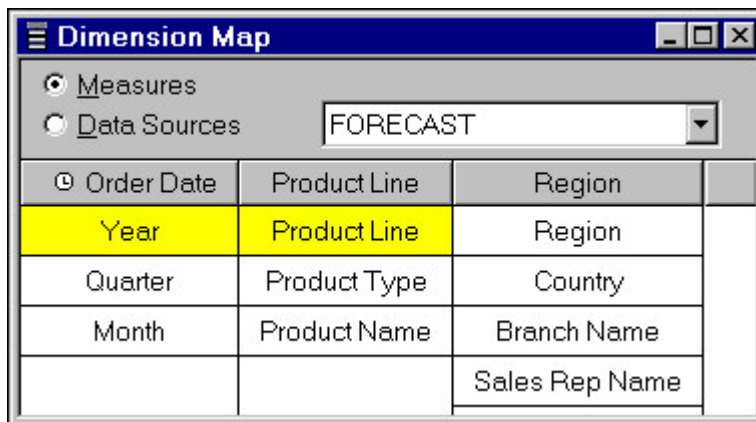 Dimension Map
Measures
Data Sources FORECAST
Order Date Product Line Region
Year Product Line Region
Quarter Product Type Country
Month Product Name Branch Name
Sales Rep Name